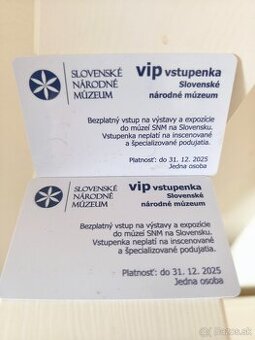 SLOVENSKÉ
NÁRODNÉ
MÚZEUM
vip vstupenka
Slovenské
národné múzeum
Bezplatný vstup na výstavy a expozície
do múzeí SNM na Slovensku.
Vstupenka neplatí na inscenované
a špecializované podujatia.
Platnosť: do 31. 12. 2025
Jedna osoba
SLOVENSKÉ
NÁRODNÉ
MÚZEUM
vip vstupenka
Slovenské
národné múzeum
Bezplatný vstup na výstavy a expozície
do múzeí SNM na Slovensku.
Vstupenka neplatí na inscenované
a špecializované podujatia.
Platnosť: do 31. 12. 2025
Jedna osoba
Bazos.sk